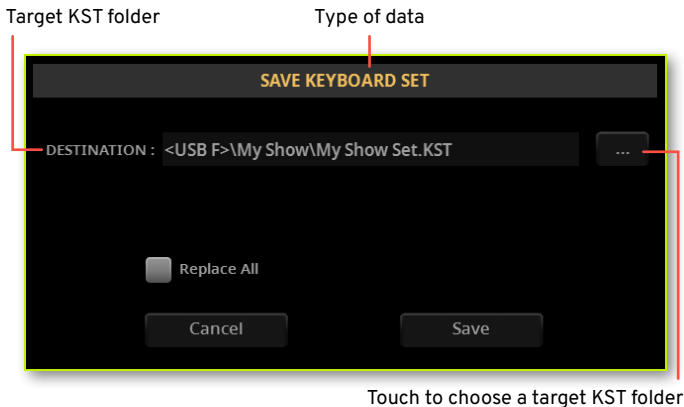 Target KST folder
Type of data
SAVE KEYBOARD SET
DESTINATION : <USB F>\My Show\My Show Set.KST
...
Replace All
Cancel
Save
Touch to choose a target KST folder